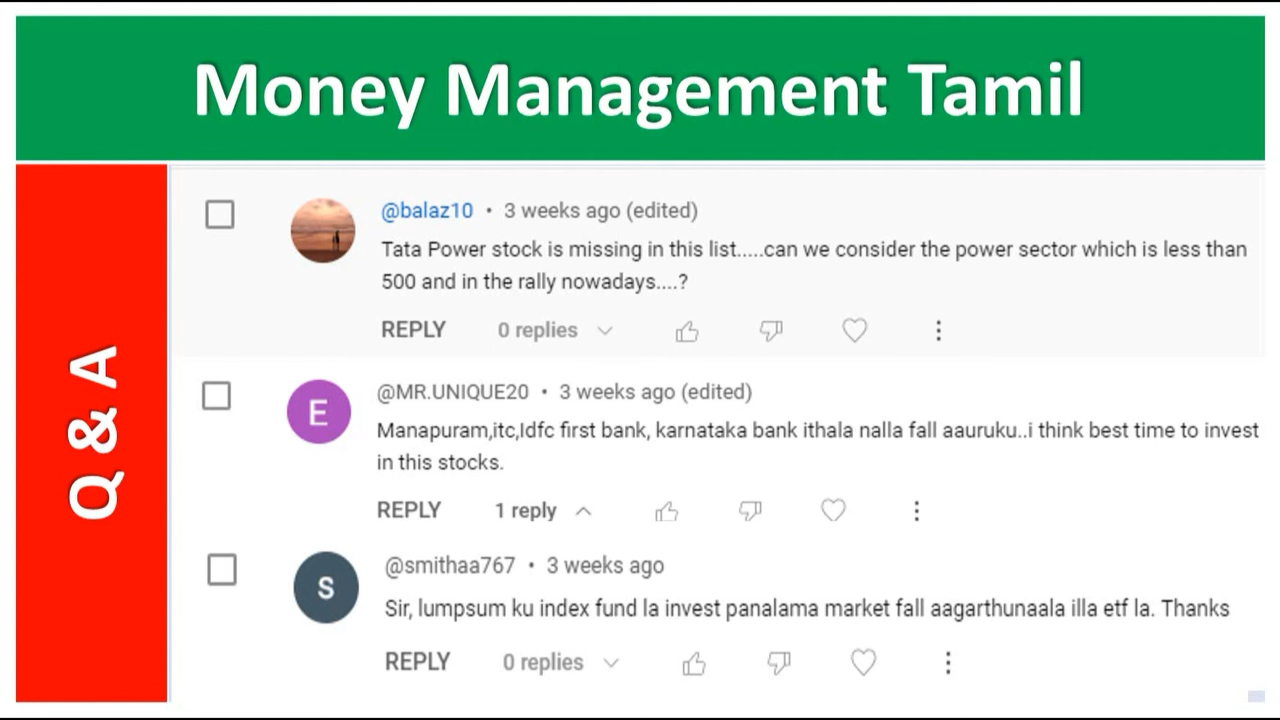 Money Management Tamil
Q & A
@balaz10 • 3 weeks ago (edited)
Tata Power stock is missing in this list.....can we consider the power sector which is less than
500 and in the rally nowadays....?
REPLY 0 replies
E
@MR.UNIQUE20 • 3 weeks ago (edited)
Manapuram,itc,Idfc first bank, karnataka bank ithala nalla fall aauruku..i think best time to invest
in this stocks.
REPLY 1 reply
S
@smithaa767 • 3 weeks ago
Sir, lumpsum ku index fund la invest panalama market fall aagarthunaala illa etf la. Thanks
REPLY 0 replies